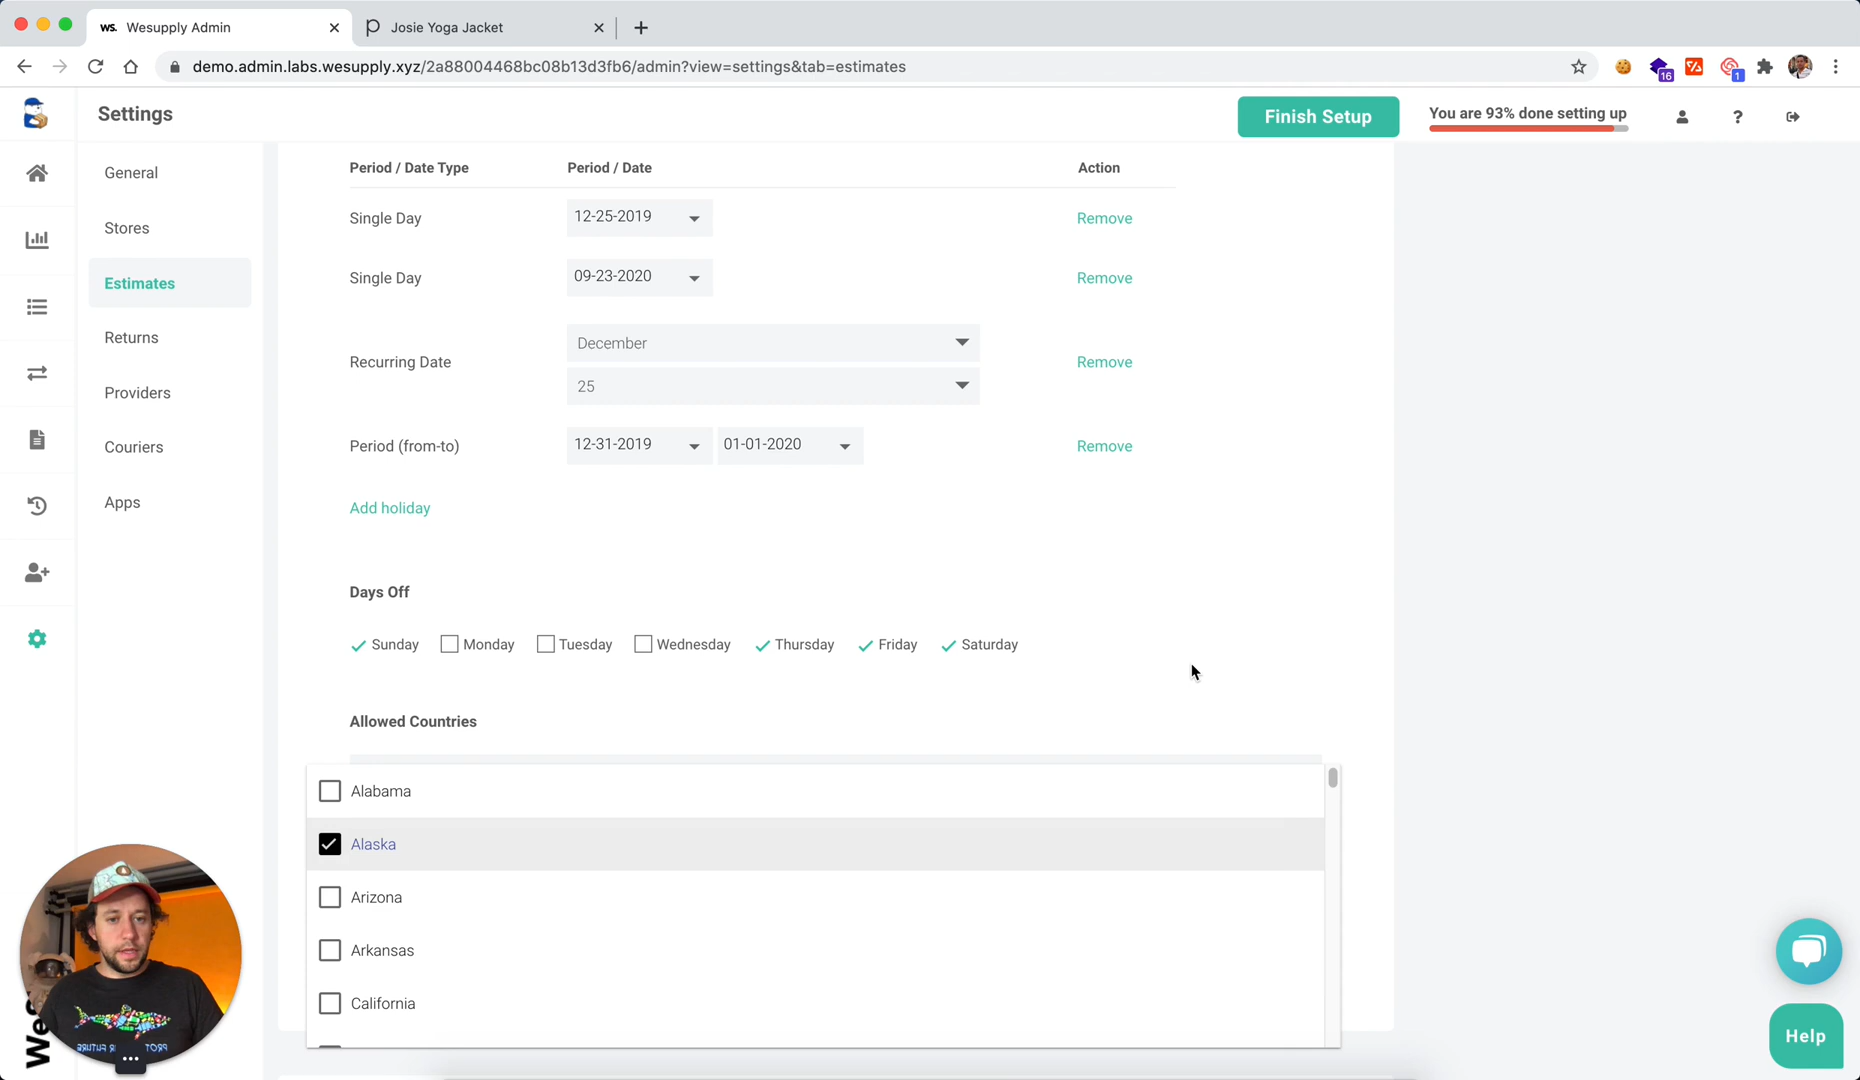 ws. Wesupply Admin
Josie Yoga Jacket
demo.admin.labs.wesupply.xyz/2a88004468bc08b13d3fb6/admin?view=settings&tab=estimates
16
1
Settings
Finish Setup
You are 93% done setting up
General
Stores
Estimates
Returns
Providers
Couriers
Apps
Period / Date Type Period / Date Action
Single Day 12-25-2019 Remove
Single Day 09-23-2020 Remove
December
Recurring Date Remove
25
Period (from-to) 12-31-2019 01-01-2020 Remove
Add holiday
Days Off
Sunday Monday Tuesday Wednesday Thursday Friday Saturday
Allowed Countries
Alabama
Alaska
Arizona
Arkansas
California
Help